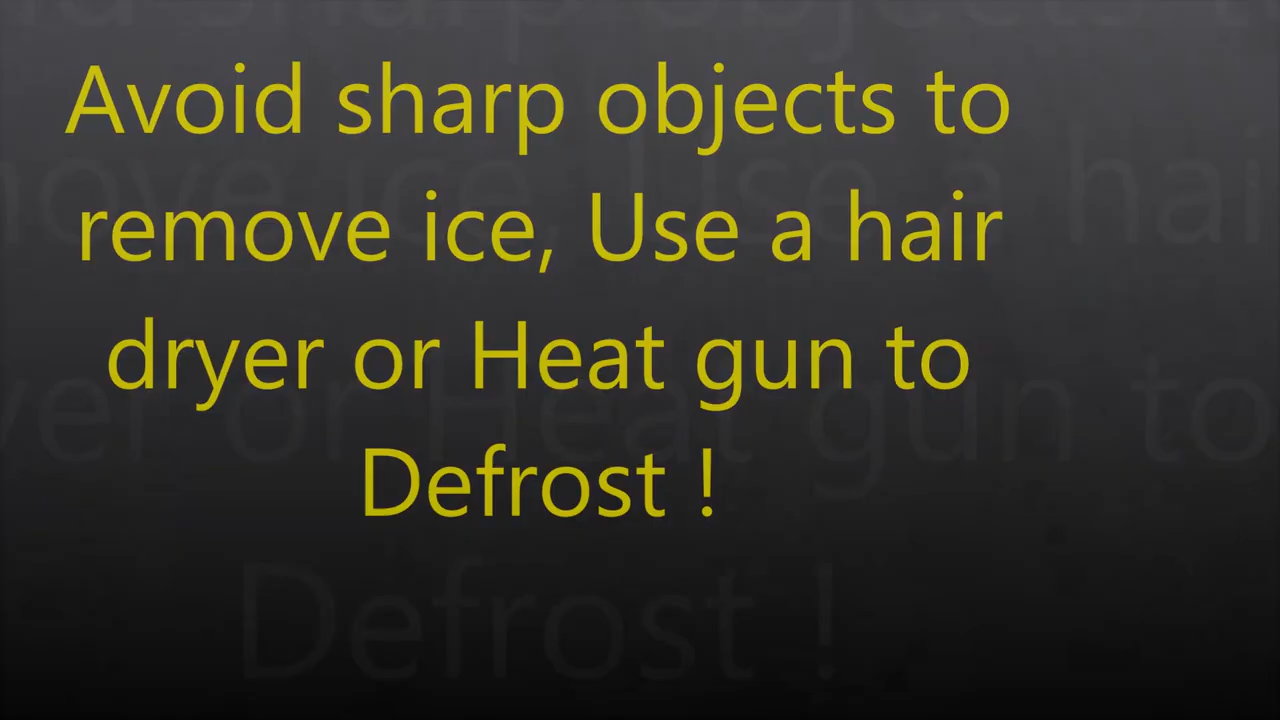 Avoid sharp objects to
remove ice, Use a hair
dryer or Heat gun to
Defrost !